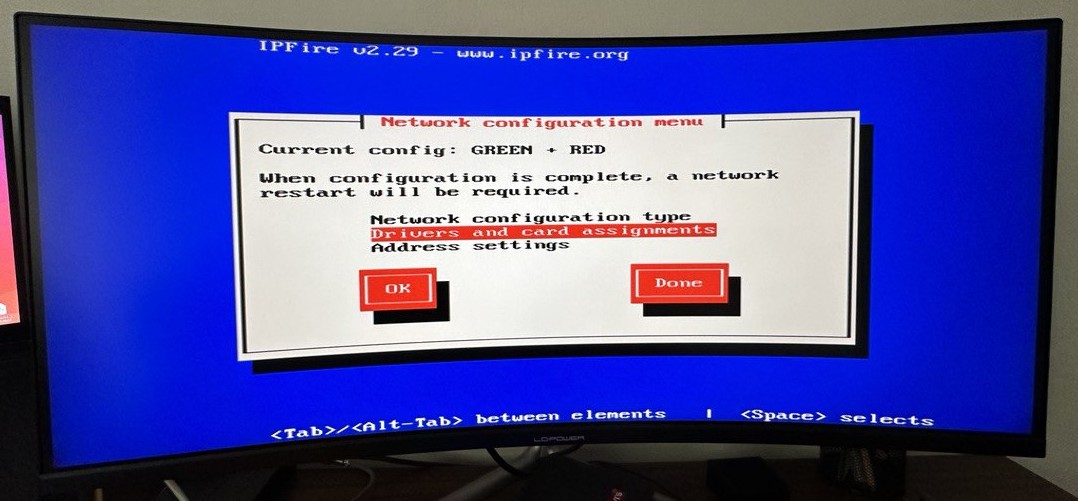 IPFire v2.29 - www.ipfire.org
Network configuration menu
Current config: GREEN + RED
When configuration is complete, a network
restart will be required.
Network configuration type
Drivers and card assignments
Address settings
OK
Done
<Tab>/<Alt-Tab> between elements | <Space> selects
LC-POWER